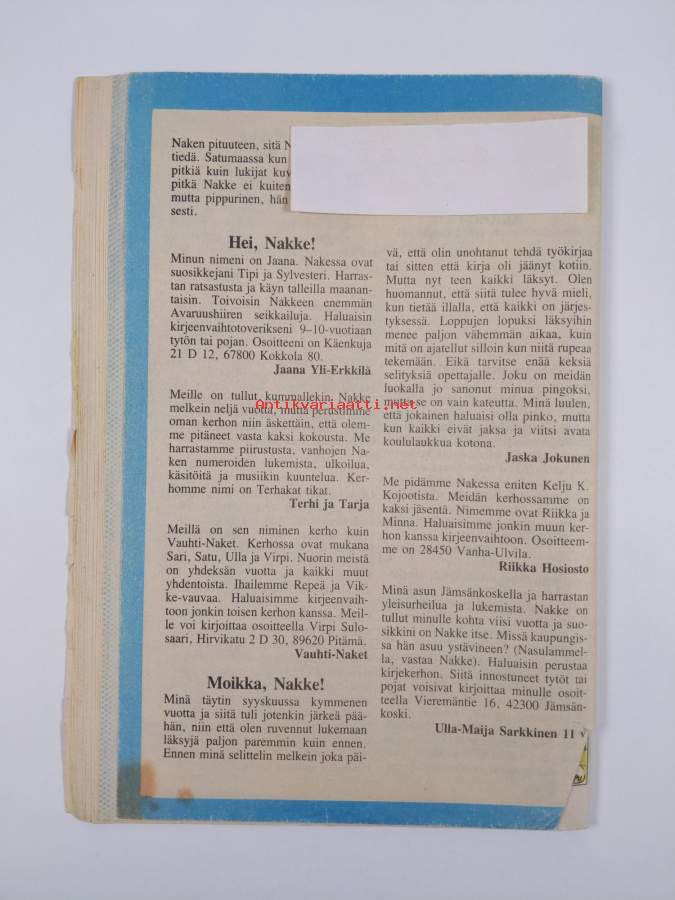 Naken pituuteen, sitä N
tiedä. Satumaassa kun
pitkiä kuin lukijat kuv
pitkä Nakke ei kuiten
mutta pippurinen, hän
sesti.
Hei, Nakke!
Minun nimeni on Jaana. Nakessa ovat
suosikkejani Tipi ja Sylvesteri. Harras-
tan ratsastusta ja käyn talleilla maanan-
taisin. Toivoisin Nakkeen enemmän
Avaruushiiren seikkailuja. Haluaisin
kirjeenvaihtotoverikseni 9–10-vuotiaan
tytön tai pojan. Osoitteeni on Käenkuja
21 D 12, 67800 Kokkola 80.
Jaana Yli-Erkkilä
Meille on tullut kummallekin Nakke
melkein neljä vuotta, mutta perustimme
oman kerhon niin äskettäin, että olem-
me pitäneet vasta kaksi kokousta. Me
harrastamme piirustusta, vanhojen Na-
ken numeroiden lukemista, ulkoilua,
käsitöitä ja musiikin kuuntelua. Ker-
homme nimi on Terhakat tikat.
Terhi ja Tarja
Meillä on sen niminen kerho kuin
Vauhti-Naket. Kerhossa ovat mukana
Sari, Satu, Ulla ja Virpi. Nuorin meistä
on yhdeksän vuotta ja kaikki muut
yhdentoista. Ihailemme Repeä ja Vik-
ke-vauvaa. Haluaisimme kirjeenvaih-
toon jonkin toisen kerhon kanssa. Meil-
le voi kirjoittaa osoitteella Virpi Sulo-
saari, Hirvikatu 2 D 30, 89620 Pitämä.
Vauhti-Naket
Moikka, Nakke!
Minä täytin syyskuussa kymmenen
vuotta ja siitä tuli jotenkin järkeä pää-
hän, niin että olen ruvennut lukemaan
läksyjä paljon paremmin kuin ennen.
Ennen minä selittelin melkein joka päi-
vä, että olin unohtanut tehdä työkirjaa
tai sitten että kirja oli jäänyt kotiin.
Mutta nyt teen kaikki läksyt. Olen
huomannut, että siitä tulee hyvä mieli,
kun tietää illalla, että kaikki on järjes-
tyksessä. Loppujen lopuksi läksyihin
menee paljon vähemmän aikaa, kuin
mitä on ajatellut silloin kun niitä rupeaa
tekemään. Eikä tarvitse enää keksiä
selityksiä opettajalle. Joku on meidän
luokalla jo sanonut minua pingoksi,
mutta se on vain kateutta. Minä luulen,
että jokainen haluaisi olla pinko, mutta
kun kaikki eivät jaksa ja viitsi avata
koululaukkua kotona.
Jaska Jokunen
Me pidämme Nakessa eniten Kelju K.
Kojootista. Meidän kerhossamme on
kaksi jäsentä. Nimemme ovat Riikka ja
Minna. Haluaisimme jonkin muun ker-
hon kanssa kirjeenvaihtoon. Osoitteem-
me on 28450 Vanha-Ulvila.
Riikka Hosiosto
Minä asun Jämsänkoskella ja harrastan
yleisurheilua ja lukemista. Nakke on
tullut minulle kohta viisi vuotta ja suo-
sikkini on Nakke itse. Missä kaupungis-
sa hän asuu ystävineen? (Nasulammel-
la, vastaa Nakke). Haluaisin perustaa
kirjekerhon. Siitä innostuneet tytöt tai
pojat voisivat kirjoittaa minulle osoit-
teella Vieremäntie 16, 42300 Jämsän-
koski.
Ulla-Maija Sarkkinen 11 v
Antikvariaatti.net